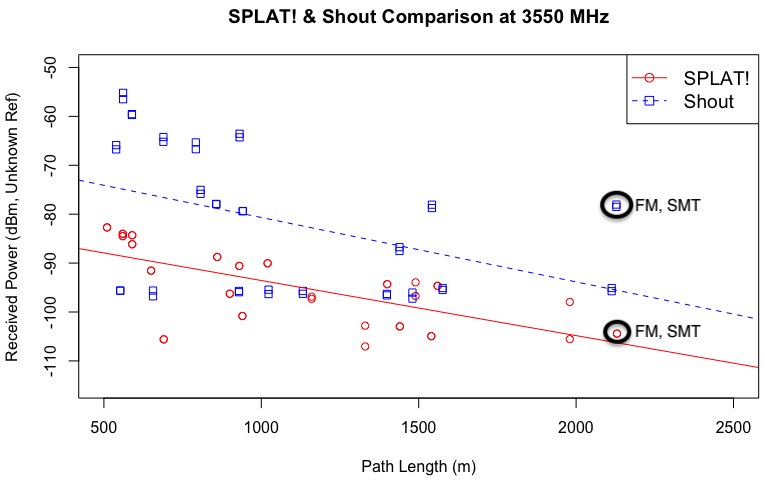 SPLAT! & Shout Comparison at 3550 MHz
Received Power (dBm, Unknown Ref)
-50
-60
-70
-80
-90
-100
-110
SPLAT!
Shout
FM, SMT
FM, SMT
500
1000
1500
2000
2500
Path Length (m)